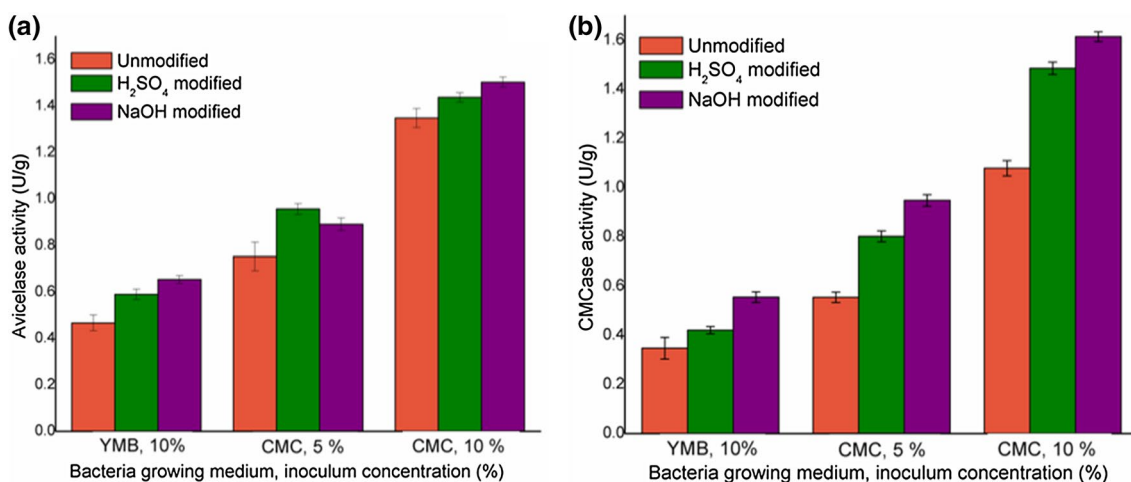 (a)
Avicelase activity (U/g)
1.6
1.4
1.2
1.0
0.8
0.6
0.4
0.2
0.0
Unmodified
H₂SO₄ modified
NaOH modified
YMB, 10% CMC, 5 % CMC, 10 %
Bacteria growing medium, inoculum concentration (%)
(b)
CMCase activity (U/g)
1.6
1.4
1.2
1.0
0.8
0.6
0.4
0.2
0.0
Unmodified
H₂SO₄ modified
NaOH modified
YMB, 10% CMC, 5 % CMC, 10 %
Bacteria growing medium, inoculum concentration (%)